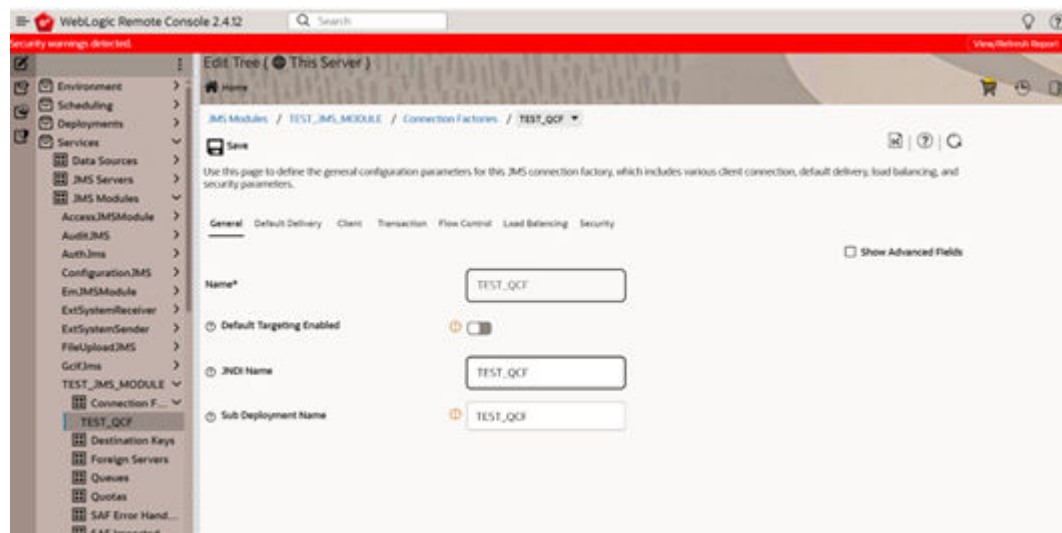 WebLogic Remote Console 2.4.12
Search
Security warnings detected.
View/Refresh Report
Edit Tree ( This Server )
Home
Environment
Scheduling
Deployments
Services
Data Sources
JMS Servers
JMS Modules
AccessJMSModule
AuditJMS
AuthJms
ConfigurationJMS
EmJMSModule
ExtSystemReceiver
ExtSystemSender
FileUploadJMS
GcifJms
TEST_JMS_MODULE
Connection F...
TEST_QCF
Destination Keys
Foreign Servers
Queues
Quotas
SAF Error Hand...
SAF Imported
JMS Modules / TEST_JMS_MODULE / Connection Factories / TEST_QCF
Save
Use this page to define the general configuration parameters for this JMS connection factory, which includes various client connection, default delivery, load balancing, and
security parameters.
General Default Delivery Client Transaction Flow Control Load Balancing Security
Show Advanced Fields
Name*
TEST_QCF
Default Targeting Enabled
JNDI Name
TEST_QCF
Sub Deployment Name
TEST_QCF